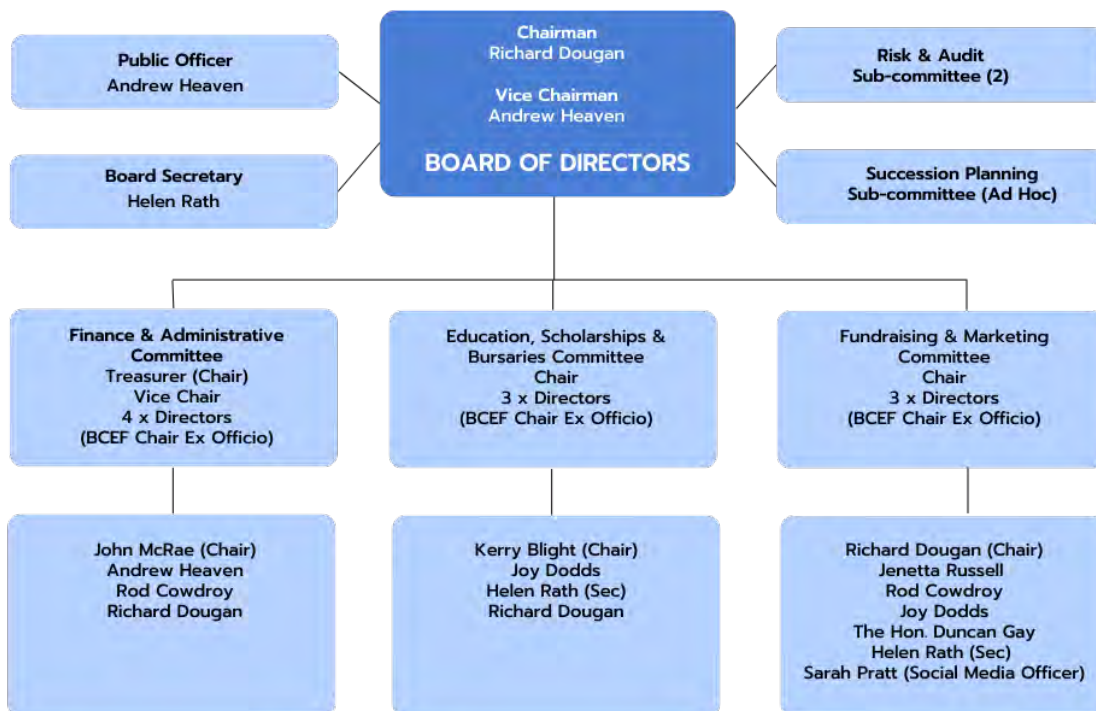 Public Officer
Andrew Heaven
Board Secretary
Helen Rath
Chairman
Richard Dougan
Vice Chairman
Andrew Heaven
BOARD OF DIRECTORS
Risk & Audit
Sub-committee (2)
Succession Planning
Sub-committee (Ad Hoc)
Finance & Administrative
Committee
Treasurer (Chair)
Vice Chair
4 x Directors
(BCEF Chair Ex Officio)
Education, Scholarships &
Bursaries Committee
Chair
3 x Directors
(BCEF Chair Ex Officio)
Fundraising & Marketing
Committee
Chair
3 x Directors
(BCEF Chair Ex Officio)
John McRae (Chair)
Andrew Heaven
Rod Cowdroy
Richard Dougan
Kerry Blight (Chair)
Joy Dodds
Helen Rath (Sec)
Richard Dougan
Richard Dougan (Chair)
Jenetta Russell
Rod Cowdroy
Joy Dodds
The Hon. Duncan Gay
Helen Rath (Sec)
Sarah Pratt (Social Media Officer)